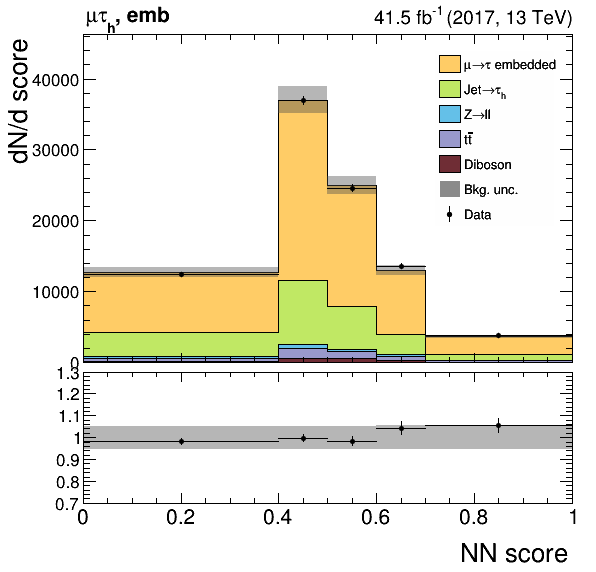 μτh, emb
41.5 fb⁻¹ (2017, 13 TeV)
dN/d score
40000
30000
20000
10000
0
μ→τ embedded
Jet→τh
Z→ll
tt̄
Diboson
Bkg. unc.
Data
1.3
1.2
1.1
1
0.9
0.8
0.7
0 0.2 0.4 0.6 0.8 1
NN score